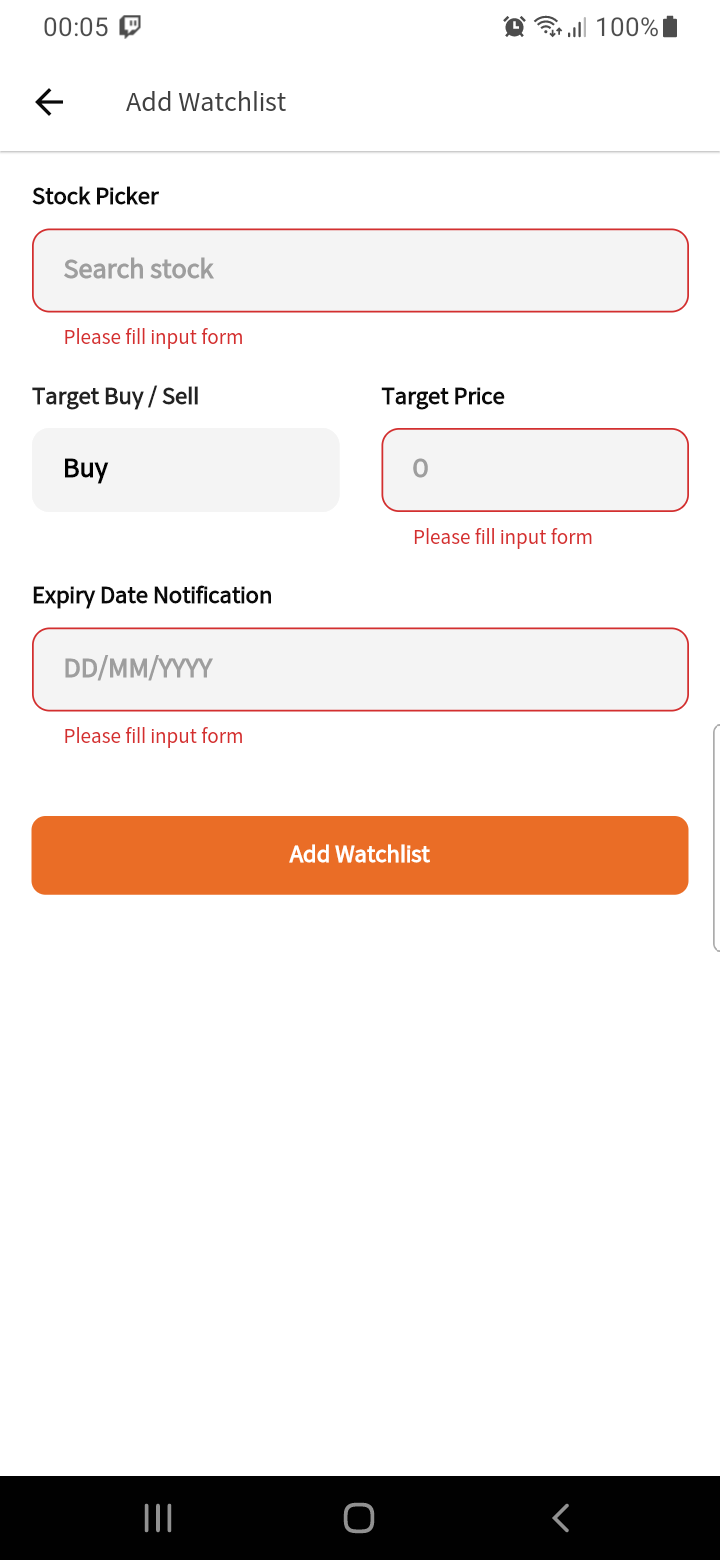 00:05 100%
Add Watchlist
Stock Picker
Search stock
Please fill input form
Target Buy / Sell Target Price
Buy 0
Please fill input form
Expiry Date Notification
DD/MM/YYYY
Please fill input form
Add Watchlist